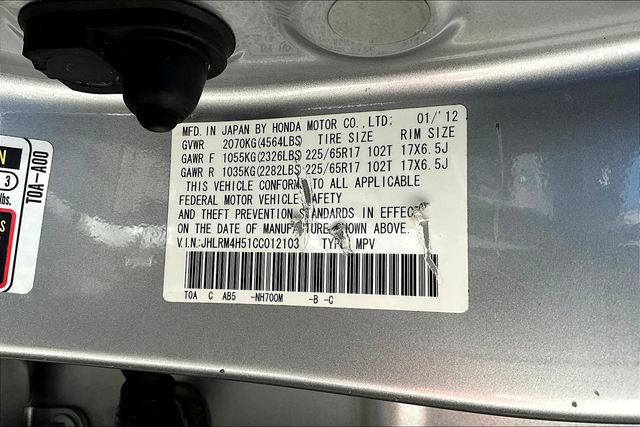 MFD. IN JAPAN BY HONDA MOTOR CO., LTD: 01/'12
GVWR 2070KG(4564LBS) TIRE SIZE RIM SIZE
GAWR F 1055KG(2326LBS) 225/65R17 102T 17X6.5J
GAWR R 1035KG(2282LBS) 225/65R17 102T 17X6.5J
THIS VEHICLE CONFORMS TO ALL APPLICABLE
FEDERAL MOTOR VEHICLE SAFETY
AND THEFT PREVENTION STANDARDS IN EFFECT
ON THE DATE OF MANUFACTURE SHOWN ABOVE.
V.I.N:JHLRM4H51CC012103 TYPE: MPV
T0A C AB5 -NH700M -B -C
N
3
lbs.
T0A-A00
S